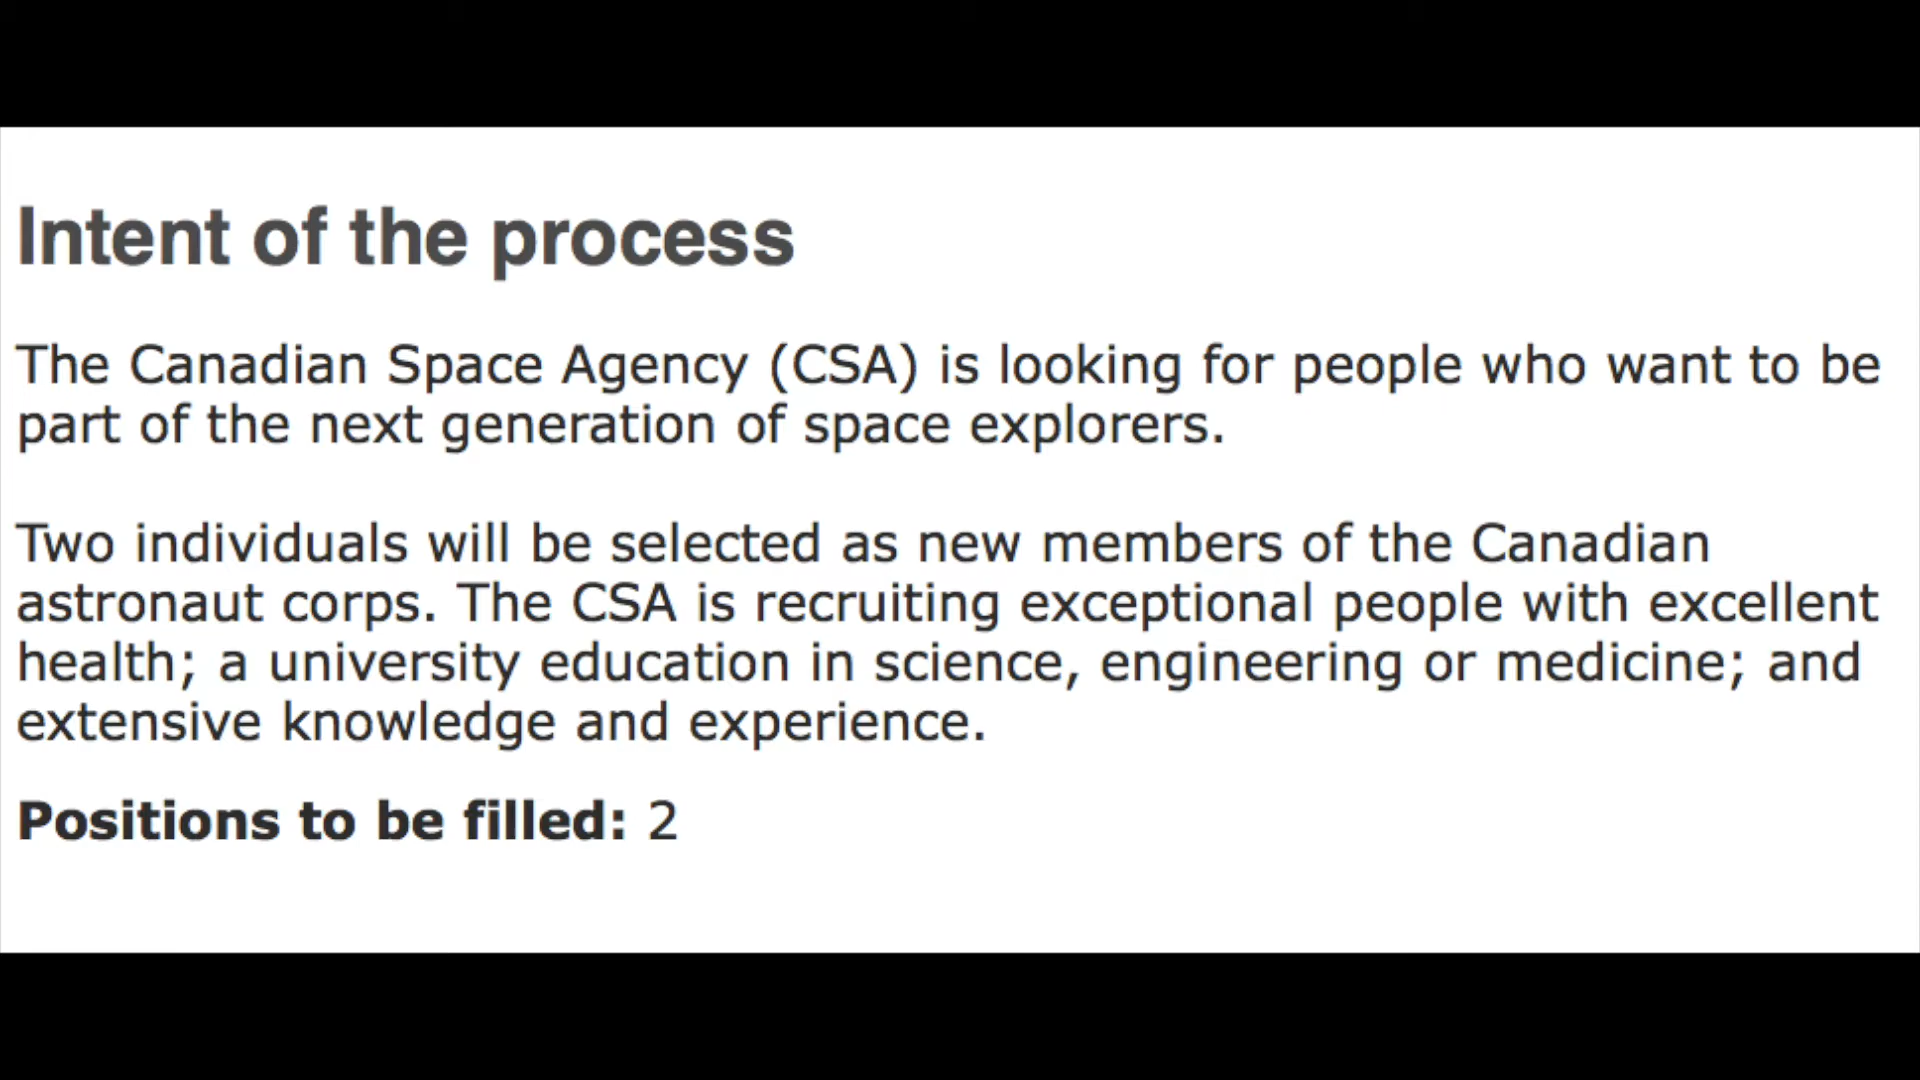 Intent of the process
The Canadian Space Agency (CSA) is looking for people who want to be
part of the next generation of space explorers.
Two individuals will be selected as new members of the Canadian
astronaut corps. The CSA is recruiting exceptional people with excellent
health; a university education in science, engineering or medicine; and
extensive knowledge and experience.
Positions to be filled: 2